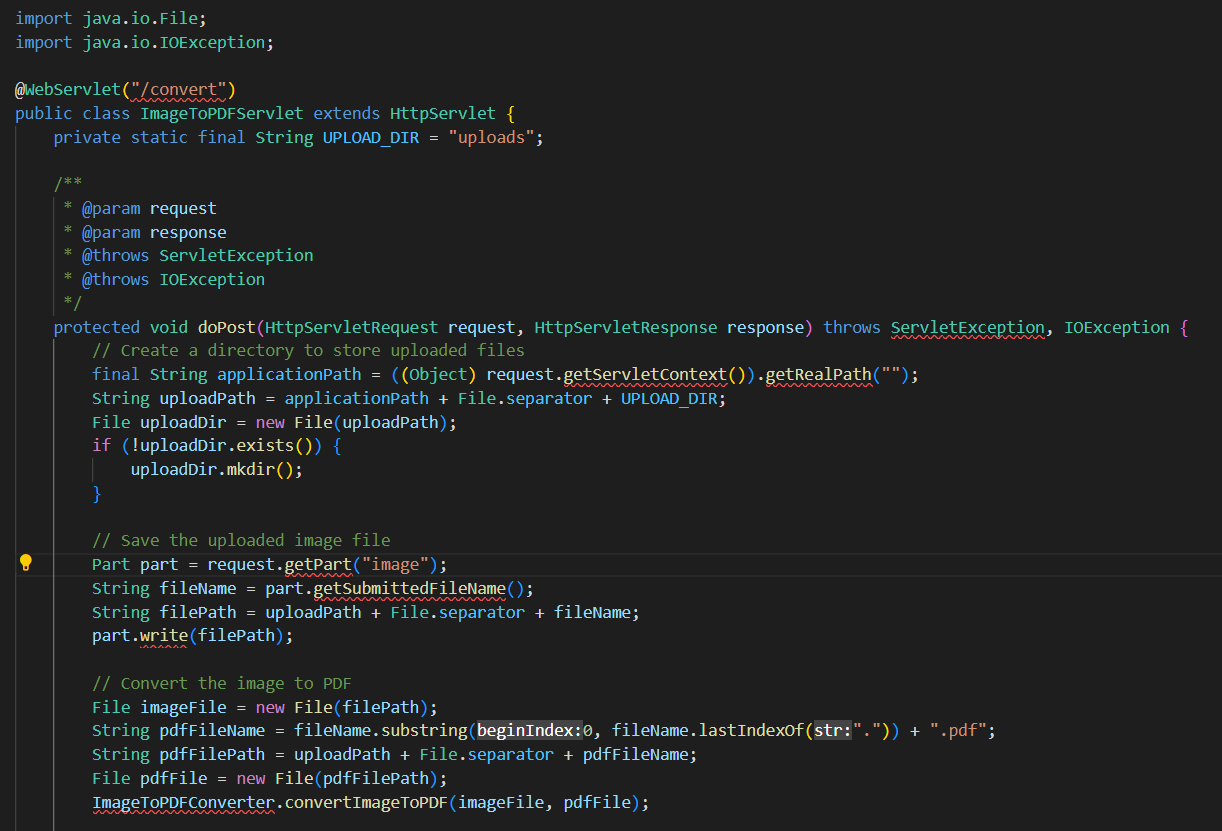 import java.io.File;
import java.io.IOException;
@WebServlet("/convert")
public class ImageToPDFServlet extends HttpServlet {
private static final String UPLOAD_DIR = "uploads";
/**
* @param request
* @param response
* @throws ServletException
* @throws IOException
*/
protected void doPost(HttpServletRequest request, HttpServletResponse response) throws ServletException, IOException {
// Create a directory to store uploaded files
final String applicationPath = ((Object) request.getServletContext()).getRealPath("");
String uploadPath = applicationPath + File.separator + UPLOAD_DIR;
File uploadDir = new File(uploadPath);
if (!uploadDir.exists()) {
uploadDir.mkdir();
}
// Save the uploaded image file
Part part = request.getPart("image");
String fileName = part.getSubmittedFileName();
String filePath = uploadPath + File.separator + fileName;
part.write(filePath);
// Convert the image to PDF
File imageFile = new File(filePath);
String pdfFileName = fileName.substring(beginIndex:0, fileName.lastIndexOf(str:".")) + ".pdf";
String pdfFilePath = uploadPath + File.separator + pdfFileName;
File pdfFile = new File(pdfFilePath);
ImageToPDFConverter.convertImageToPDF(imageFile, pdfFile);